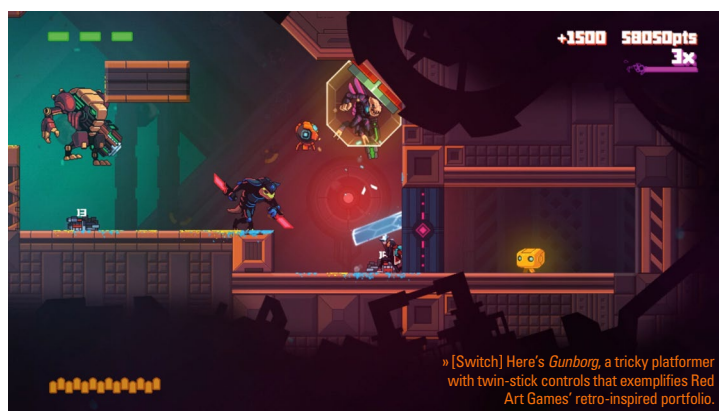 +1500 58050pts
3x
13
» [Switch] Here's Gunborg, a tricky platformer
with twin-stick controls that exemplifies Red
Art Games' retro-inspired portfolio.